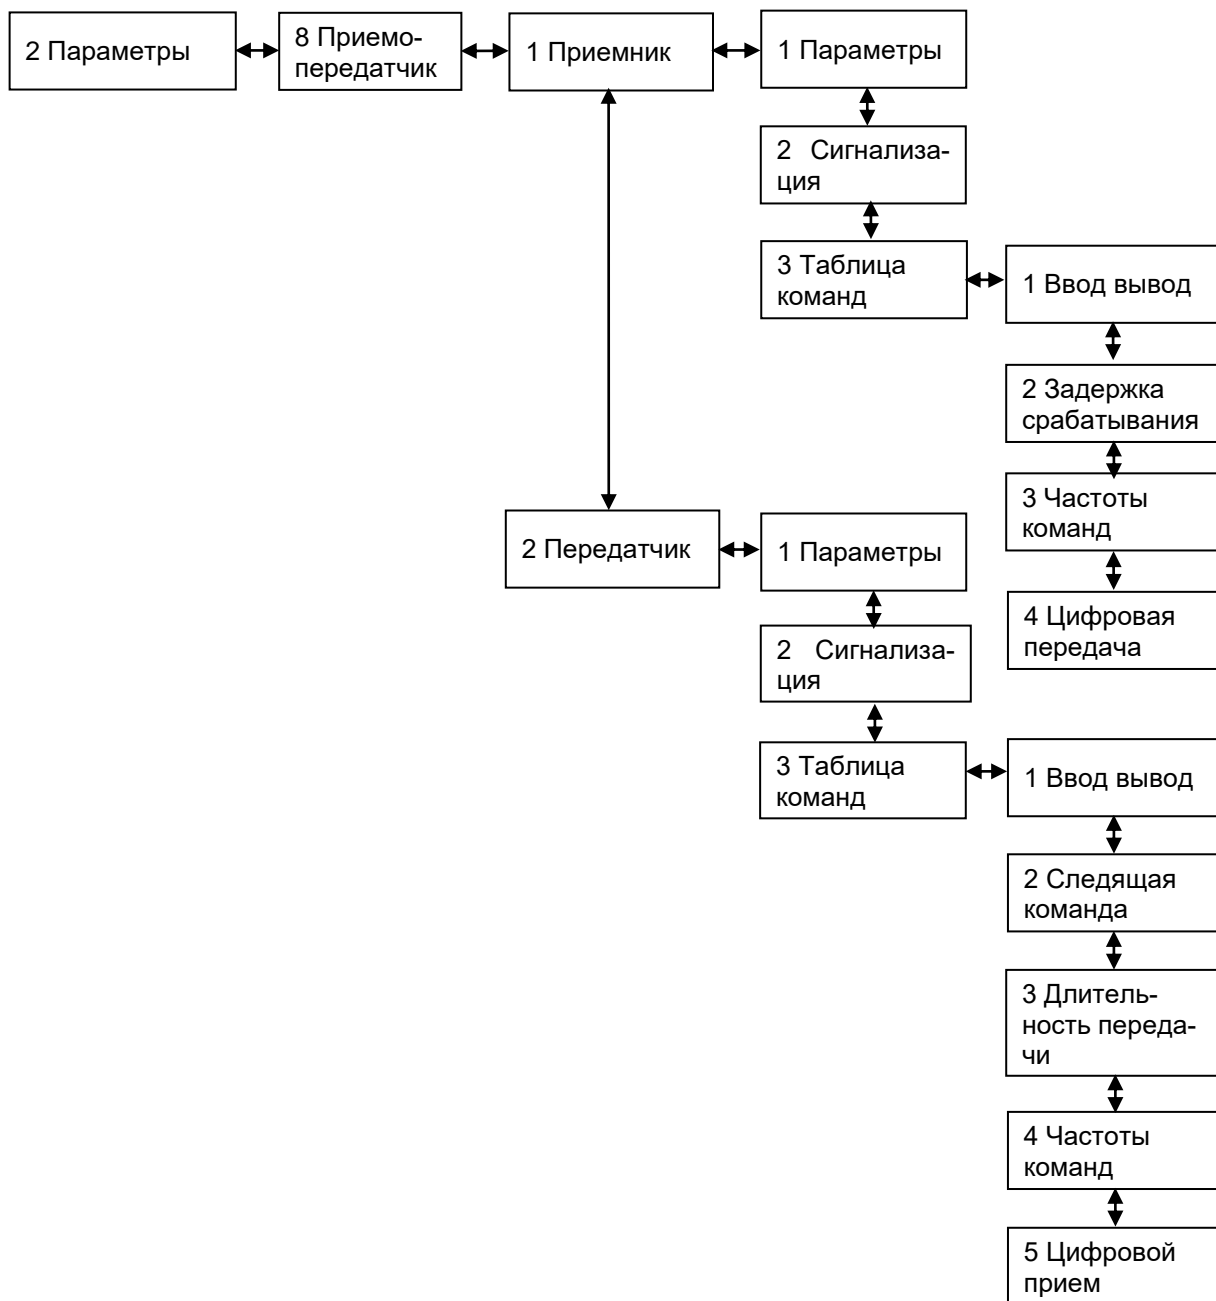 2 Параметры
8 Приемо-
передатчик
1 Приемник
1 Параметры
2 Сигнализа-
ция
3 Таблица
команд
1 Ввод вывод
2 Задержка
срабатывания
3 Частоты
команд
4 Цифровая
передача
2 Передатчик
1 Параметры
2 Сигнализа-
ция
3 Таблица
команд
1 Ввод вывод
2 Следящая
команда
3 Длитель-
ность переда-
чи
4 Частоты
команд
5 Цифровой
прием